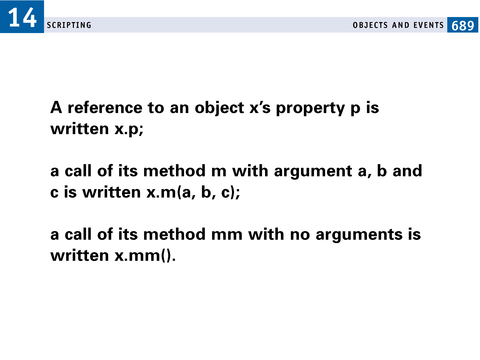 14
SCRIPTING
OBJECTS AND EVENTS 689
A reference to an object x’s property p is
written x.p;
a call of its method m with argument a, b and
c is written x.m(a, b, c);
a call of its method mm with no arguments is
written x.mm().